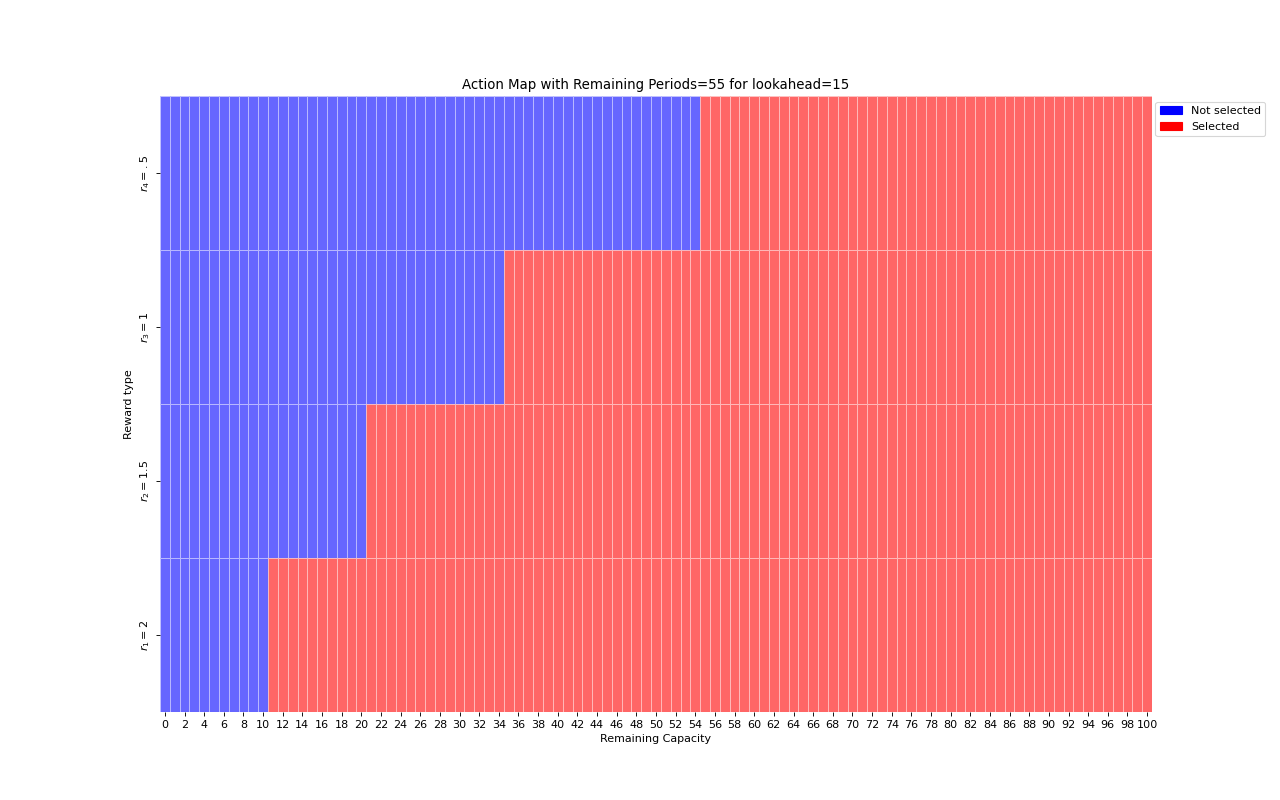 Action Map with Remaining Periods=55 for lookahead=15
Not selected
Selected
Reward type
r₄ = .5
r₃ = 1
r₂ = 1.5
r₁ = 2
0 2 4 6 8 10 12 14 16 18 20 22 24 26 28 30 32 34 36 38 40 42 44 46 48 50 52 54 56 58 60 62 64 66 68 70 72 74 76 78 80 82 84 86 88 90 92 94 96 98 100
Remaining Capacity